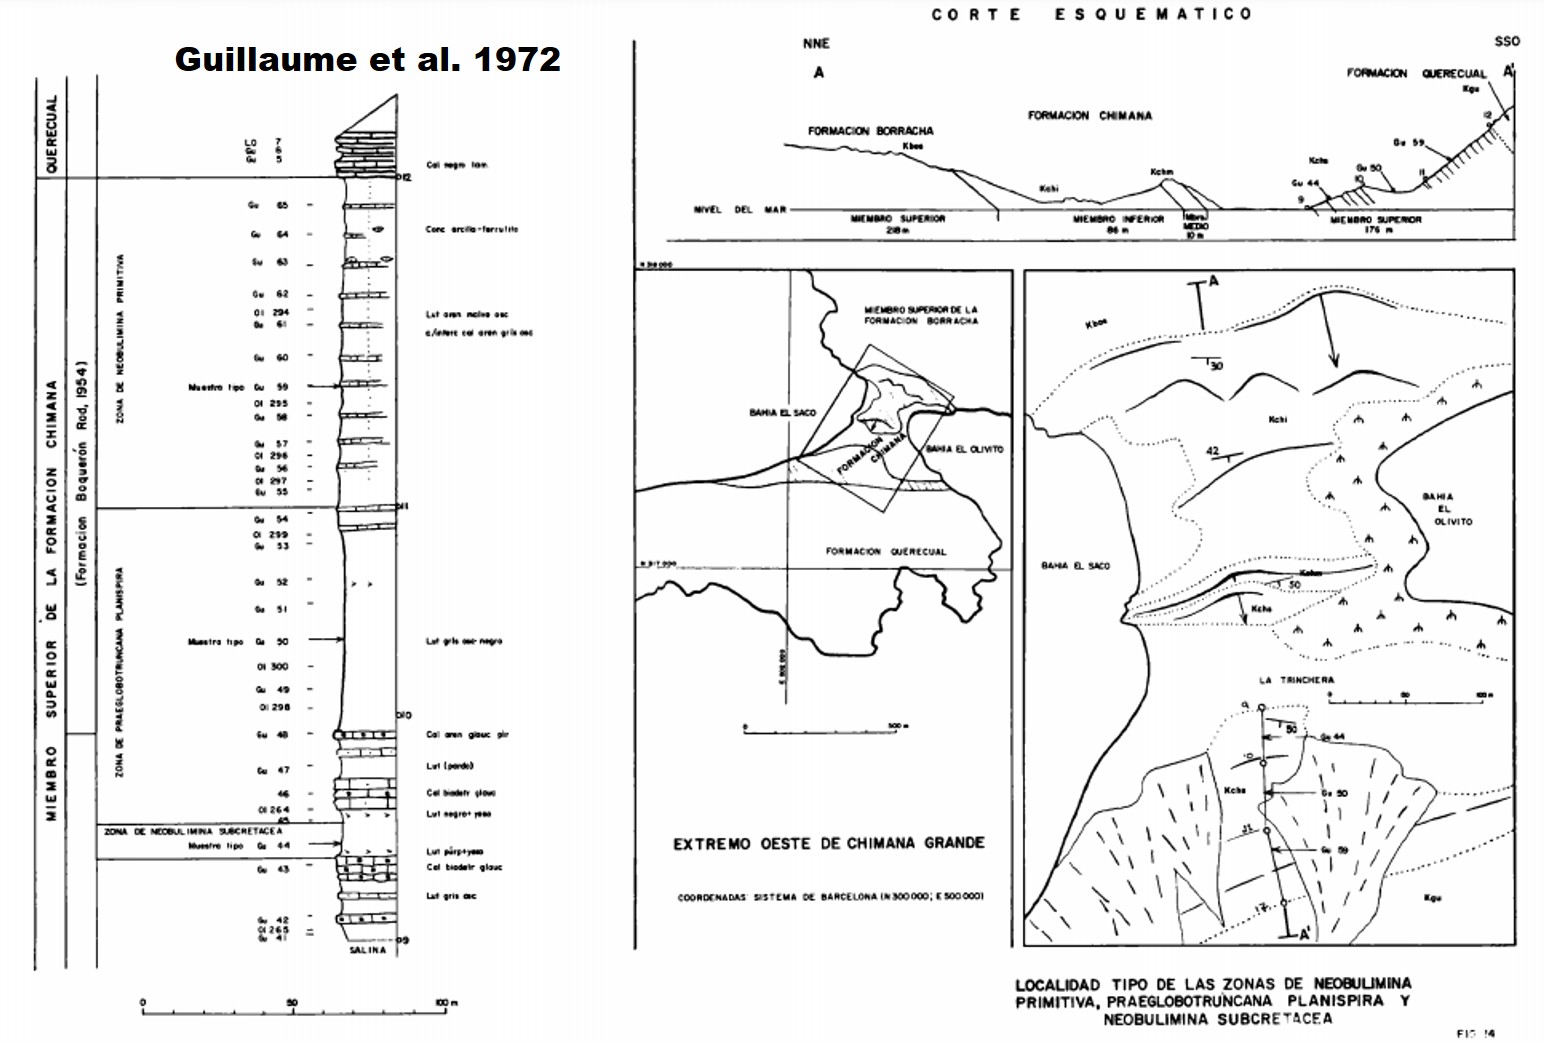 Guillaume et al. 1972
QUERECUAL
MIEMBRO SUPERIOR DE LA FORMACION CHIMANA
(Formacion Boquerón Rod, 1954)
ZONA DE NEOBULIMINA PRIMITIVA
ZONA DE PRAEGLOBOTRUNCANA PLANISPIRA
ZONA DE NEOBULIMINA SUBCRETACEA
LO 7
6
Gu 5
Gu 65
Gu 64
Gu 63
Gu 62
Ol 294
Gu 61
Gu 60
Muestra tipo Gu 59
Ol 295
Gu 58
Gu 57
Ol 296
Gu 56
Ol 297
Gu 55
Gu 54
Ol 299
Gu 53
Gu 52
Gu 51
Muestra tipo Gu 50
Ol 300
Gu 49
Ol 298
Gu 48
Gu 47
46
Ol 264
45
Muestra tipo Gu 44
Gu 43
Gu 42
Ol 265
Gu 41
Cal negro lam
12
Conc arcillo-ferrulito
Lut aren malva osc
c/interc cal aren gris osc
11
Lut gris osc negro
10
Cal aren glauc pir
Lut (parda)
Cal biodetr glauc
Lut negra+yeso
Lut púrp+yeso
Cal biodetr glauc
Lut gris osc
9
SALINA
0 50 100 m
CORTE ESQUEMATICO
NNE
A
SSO
A'
FORMACION BORRACHA
Kbos
FORMACION CHIMANA
FORMACION QUERECUAL
Kgu
Kchi
Kchm
Kchs
Gu 44
Gu 50
Gu 59
9
10
11
12
NIVEL DEL MAR
MIEMBRO SUPERIOR
218 m
MIEMBRO INFERIOR
86 m
Mbro.
MEDIO
10 m
MIEMBRO SUPERIOR
176 m
N 318 000
MIEMBRO SUPERIOR DE LA
FORMACION BORRACHA
BAHIA EL SACO
FORMACION
CHIMANA
BAHIA EL OLIVITO
FORMACION QUERECUAL
N 317 000
0 500 m
EXTREMO OESTE DE CHIMANA GRANDE
COORDENADAS SISTEMA DE BARCELONA (N 300 000; E 500 000)
A
Kbos
30
Kchi
42
BAHIA
EL
OLIVITO
BAHIA EL SACO
Kchm
50
Kchs
LA TRINCHERA
0 50 100 m
9
50
Gu 44
10
Kchs
Gu 50
11
Gu 59
12
Kgu
A'
LOCALIDAD TIPO DE LAS ZONAS DE NEOBULIMINA
PRIMITIVA, PRAEGLOBOTRUNCANA PLANISPIRA Y
NEOBULIMINA SUBCRETACEA
FIG 14